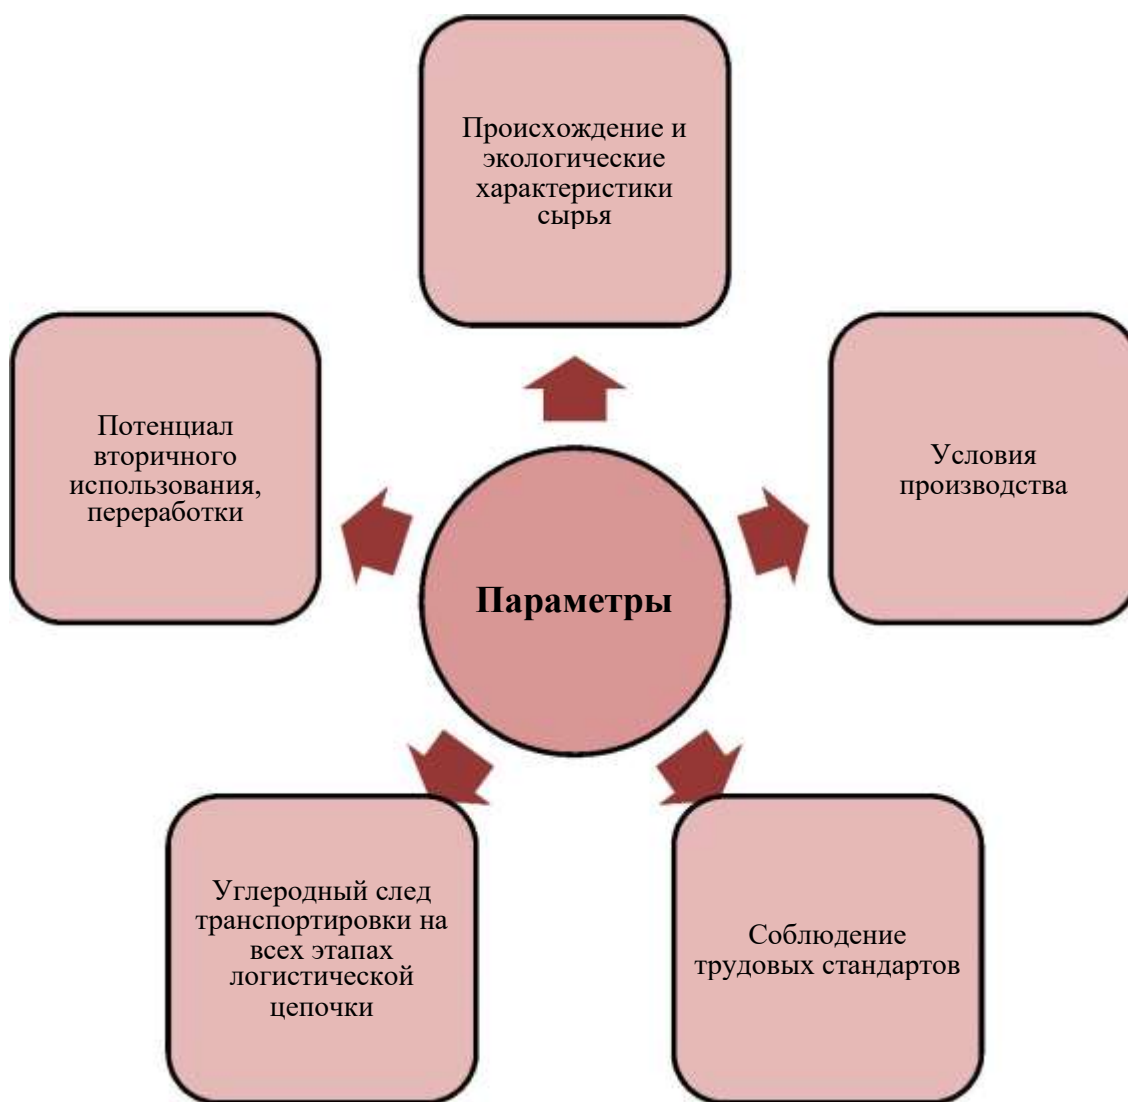 Происхождение и
экологические
характеристики
сырья
Потенциал
вторичного
использования,
переработки
Условия
производства
Параметры
Углеродный след
транспортировки на
всех этапах
логистической
цепочки
Соблюдение
трудовых стандартов